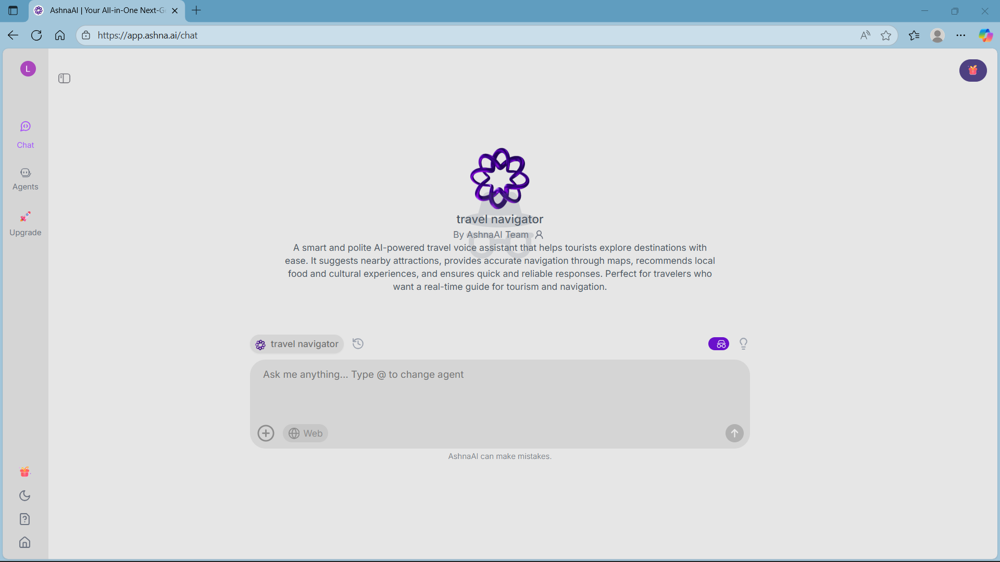 AshnaAI | Your All-in-One Next-Ge
https://app.ashna.ai/chat
L
Chat
Agents
Upgrade
travel navigator
By AshnaAI Team
A smart and polite AI-powered travel voice assistant that helps tourists explore destinations with
ease. It suggests nearby attractions, provides accurate navigation through maps, recommends local
food and cultural experiences, and ensures quick and reliable responses. Perfect for travelers who
want a real-time guide for tourism and navigation.
travel navigator
Ask me anything... Type @ to change agent
Web
AshnaAI can make mistakes.